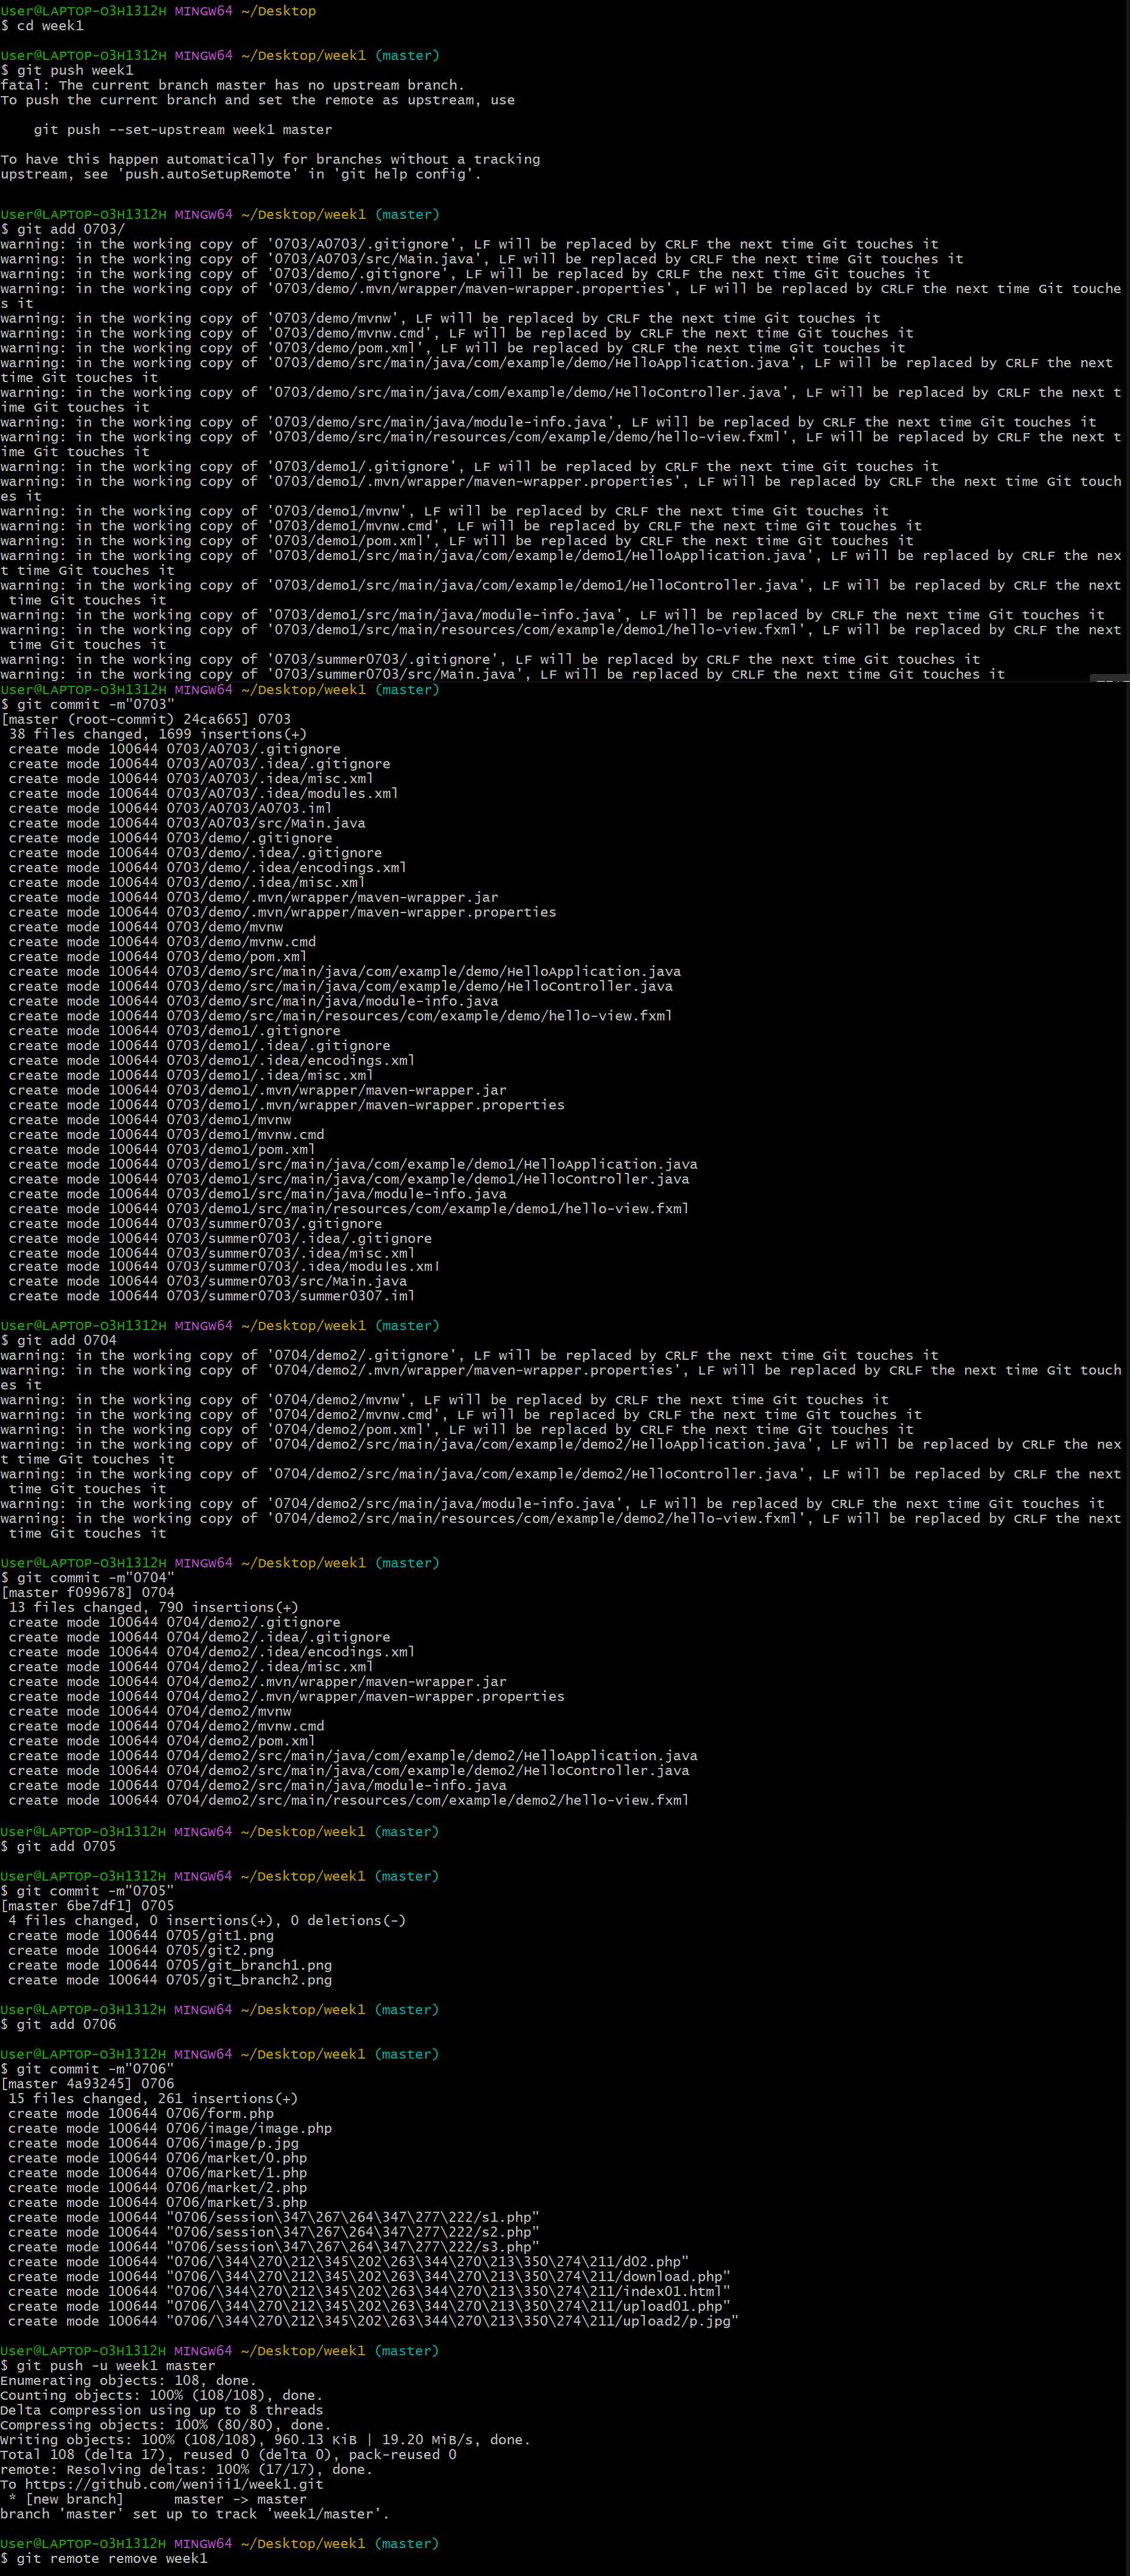 User@LAPTOP-O3H1312H MINGW64 ~/Desktop
$ cd week1
User@LAPTOP-O3H1312H MINGW64 ~/Desktop/week1 (master)
$ git push week1
fatal: The current branch master has no upstream branch.
To push the current branch and set the remote as upstream, use
    git push --set-upstream week1 master
To have this happen automatically for branches without a tracking
upstream, see 'push.autoSetupRemote' in 'git help config'.
User@LAPTOP-O3H1312H MINGW64 ~/Desktop/week1 (master)
$ git add 0703/
warning: in the working copy of '0703/A0703/.gitignore', LF will be replaced by CRLF the next time Git touches it
warning: in the working copy of '0703/A0703/src/Main.java', LF will be replaced by CRLF the next time Git touches it
warning: in the working copy of '0703/demo/.gitignore', LF will be replaced by CRLF the next time Git touches it
warning: in the working copy of '0703/demo/.mvn/wrapper/maven-wrapper.properties', LF will be replaced by CRLF the next time Git touche
s it
warning: in the working copy of '0703/demo/mvnw', LF will be replaced by CRLF the next time Git touches it
warning: in the working copy of '0703/demo/mvnw.cmd', LF will be replaced by CRLF the next time Git touches it
warning: in the working copy of '0703/demo/pom.xml', LF will be replaced by CRLF the next time Git touches it
warning: in the working copy of '0703/demo/src/main/java/com/example/demo/HelloApplication.java', LF will be replaced by CRLF the next
time Git touches it
warning: in the working copy of '0703/demo/src/main/java/com/example/demo/HelloController.java', LF will be replaced by CRLF the next t
ime Git touches it
warning: in the working copy of '0703/demo/src/main/java/module-info.java', LF will be replaced by CRLF the next time Git touches it
warning: in the working copy of '0703/demo/src/main/resources/com/example/demo/hello-view.fxml', LF will be replaced by CRLF the next t
ime Git touches it
warning: in the working copy of '0703/demo1/.gitignore', LF will be replaced by CRLF the next time Git touches it
warning: in the working copy of '0703/demo1/.mvn/wrapper/maven-wrapper.properties', LF will be replaced by CRLF the next time Git touch
es it
warning: in the working copy of '0703/demo1/mvnw', LF will be replaced by CRLF the next time Git touches it
warning: in the working copy of '0703/demo1/mvnw.cmd', LF will be replaced by CRLF the next time Git touches it
warning: in the working copy of '0703/demo1/pom.xml', LF will be replaced by CRLF the next time Git touches it
warning: in the working copy of '0703/demo1/src/main/java/com/example/demo1/HelloApplication.java', LF will be replaced by CRLF the nex
t time Git touches it
warning: in the working copy of '0703/demo1/src/main/java/com/example/demo1/HelloController.java', LF will be replaced by CRLF the next
 time Git touches it
warning: in the working copy of '0703/demo1/src/main/java/module-info.java', LF will be replaced by CRLF the next time Git touches it
warning: in the working copy of '0703/demo1/src/main/resources/com/example/demo1/hello-view.fxml', LF will be replaced by CRLF the next
 time Git touches it
warning: in the working copy of '0703/summer0703/.gitignore', LF will be replaced by CRLF the next time Git touches it
warning: in the working copy of '0703/summer0703/src/Main.java', LF will be replaced by CRLF the next time Git touches it
User@LAPTOP-O3H1312H MINGW64 ~/Desktop/week1 (master)
$ git commit -m"0703"
[master (root-commit) 24ca665] 0703
 38 files changed, 1699 insertions(+)
 create mode 100644 0703/A0703/.gitignore
 create mode 100644 0703/A0703/.idea/.gitignore
 create mode 100644 0703/A0703/.idea/misc.xml
 create mode 100644 0703/A0703/.idea/modules.xml
 create mode 100644 0703/A0703/A0703.iml
 create mode 100644 0703/A0703/src/Main.java
 create mode 100644 0703/demo/.gitignore
 create mode 100644 0703/demo/.idea/.gitignore
 create mode 100644 0703/demo/.idea/encodings.xml
 create mode 100644 0703/demo/.idea/misc.xml
 create mode 100644 0703/demo/.mvn/wrapper/maven-wrapper.jar
 create mode 100644 0703/demo/.mvn/wrapper/maven-wrapper.properties
 create mode 100644 0703/demo/mvnw
 create mode 100644 0703/demo/mvnw.cmd
 create mode 100644 0703/demo/pom.xml
 create mode 100644 0703/demo/src/main/java/com/example/demo/HelloApplication.java
 create mode 100644 0703/demo/src/main/java/com/example/demo/HelloController.java
 create mode 100644 0703/demo/src/main/java/module-info.java
 create mode 100644 0703/demo/src/main/resources/com/example/demo/hello-view.fxml
 create mode 100644 0703/demo1/.gitignore
 create mode 100644 0703/demo1/.idea/.gitignore
 create mode 100644 0703/demo1/.idea/encodings.xml
 create mode 100644 0703/demo1/.idea/misc.xml
 create mode 100644 0703/demo1/.mvn/wrapper/maven-wrapper.jar
 create mode 100644 0703/demo1/.mvn/wrapper/maven-wrapper.properties
 create mode 100644 0703/demo1/mvnw
 create mode 100644 0703/demo1/mvnw.cmd
 create mode 100644 0703/demo1/pom.xml
 create mode 100644 0703/demo1/src/main/java/com/example/demo1/HelloApplication.java
 create mode 100644 0703/demo1/src/main/java/com/example/demo1/HelloController.java
 create mode 100644 0703/demo1/src/main/java/module-info.java
 create mode 100644 0703/demo1/src/main/resources/com/example/demo1/hello-view.fxml
 create mode 100644 0703/summer0703/.gitignore
 create mode 100644 0703/summer0703/.idea/.gitignore
 create mode 100644 0703/summer0703/.idea/misc.xml
 create mode 100644 0703/summer0703/.idea/modules.xml
 create mode 100644 0703/summer0703/src/Main.java
 create mode 100644 0703/summer0703/summer0307.iml
User@LAPTOP-O3H1312H MINGW64 ~/Desktop/week1 (master)
$ git add 0704
warning: in the working copy of '0704/demo2/.gitignore', LF will be replaced by CRLF the next time Git touches it
warning: in the working copy of '0704/demo2/.mvn/wrapper/maven-wrapper.properties', LF will be replaced by CRLF the next time Git touch
es it
warning: in the working copy of '0704/demo2/mvnw', LF will be replaced by CRLF the next time Git touches it
warning: in the working copy of '0704/demo2/mvnw.cmd', LF will be replaced by CRLF the next time Git touches it
warning: in the working copy of '0704/demo2/pom.xml', LF will be replaced by CRLF the next time Git touches it
warning: in the working copy of '0704/demo2/src/main/java/com/example/demo2/HelloApplication.java', LF will be replaced by CRLF the nex
t time Git touches it
warning: in the working copy of '0704/demo2/src/main/java/com/example/demo2/HelloController.java', LF will be replaced by CRLF the next
 time Git touches it
warning: in the working copy of '0704/demo2/src/main/java/module-info.java', LF will be replaced by CRLF the next time Git touches it
warning: in the working copy of '0704/demo2/src/main/resources/com/example/demo2/hello-view.fxml', LF will be replaced by CRLF the next
 time Git touches it
User@LAPTOP-O3H1312H MINGW64 ~/Desktop/week1 (master)
$ git commit -m"0704"
[master f099678] 0704
 13 files changed, 790 insertions(+)
 create mode 100644 0704/demo2/.gitignore
 create mode 100644 0704/demo2/.idea/.gitignore
 create mode 100644 0704/demo2/.idea/encodings.xml
 create mode 100644 0704/demo2/.idea/misc.xml
 create mode 100644 0704/demo2/.mvn/wrapper/maven-wrapper.jar
 create mode 100644 0704/demo2/.mvn/wrapper/maven-wrapper.properties
 create mode 100644 0704/demo2/mvnw
 create mode 100644 0704/demo2/mvnw.cmd
 create mode 100644 0704/demo2/pom.xml
 create mode 100644 0704/demo2/src/main/java/com/example/demo2/HelloApplication.java
 create mode 100644 0704/demo2/src/main/java/com/example/demo2/HelloController.java
 create mode 100644 0704/demo2/src/main/java/module-info.java
 create mode 100644 0704/demo2/src/main/resources/com/example/demo2/hello-view.fxml
User@LAPTOP-O3H1312H MINGW64 ~/Desktop/week1 (master)
$ git add 0705
User@LAPTOP-O3H1312H MINGW64 ~/Desktop/week1 (master)
$ git commit -m"0705"
[master 6be7df1] 0705
 4 files changed, 0 insertions(+), 0 deletions(-)
 create mode 100644 0705/git1.png
 create mode 100644 0705/git2.png
 create mode 100644 0705/git_branch1.png
 create mode 100644 0705/git_branch2.png
User@LAPTOP-O3H1312H MINGW64 ~/Desktop/week1 (master)
$ git add 0706
User@LAPTOP-O3H1312H MINGW64 ~/Desktop/week1 (master)
$ git commit -m"0706"
[master 4a93245] 0706
 15 files changed, 261 insertions(+)
 create mode 100644 0706/form.php
 create mode 100644 0706/image/image.php
 create mode 100644 0706/image/p.jpg
 create mode 100644 0706/market/0.php
 create mode 100644 0706/market/1.php
 create mode 100644 0706/market/2.php
 create mode 100644 0706/market/3.php
 create mode 100644 "0706/session\347\267\264\347\277\222/s1.php"
 create mode 100644 "0706/session\347\267\264\347\277\222/s2.php"
 create mode 100644 "0706/session\347\267\264\347\277\222/s3.php"
 create mode 100644 "0706/\344\270\212\345\202\263\344\270\213\350\274\211/d02.php"
 create mode 100644 "0706/\344\270\212\345\202\263\344\270\213\350\274\211/download.php"
 create mode 100644 "0706/\344\270\212\345\202\263\344\270\213\350\274\211/index01.html"
 create mode 100644 "0706/\344\270\212\345\202\263\344\270\213\350\274\211/upload01.php"
 create mode 100644 "0706/\344\270\212\345\202\263\344\270\213\350\274\211/upload2/p.jpg"
User@LAPTOP-O3H1312H MINGW64 ~/Desktop/week1 (master)
$ git push -u week1 master
Enumerating objects: 108, done.
Counting objects: 100% (108/108), done.
Delta compression using up to 8 threads
Compressing objects: 100% (80/80), done.
Writing objects: 100% (108/108), 960.13 KiB | 19.20 MiB/s, done.
Total 108 (delta 17), reused 0 (delta 0), pack-reused 0
remote: Resolving deltas: 100% (17/17), done.
To https://github.com/weniii1/week1.git
 * [new branch]      master -> master
branch 'master' set up to track 'week1/master'.
User@LAPTOP-O3H1312H MINGW64 ~/Desktop/week1 (master)
$ git remote remove week1